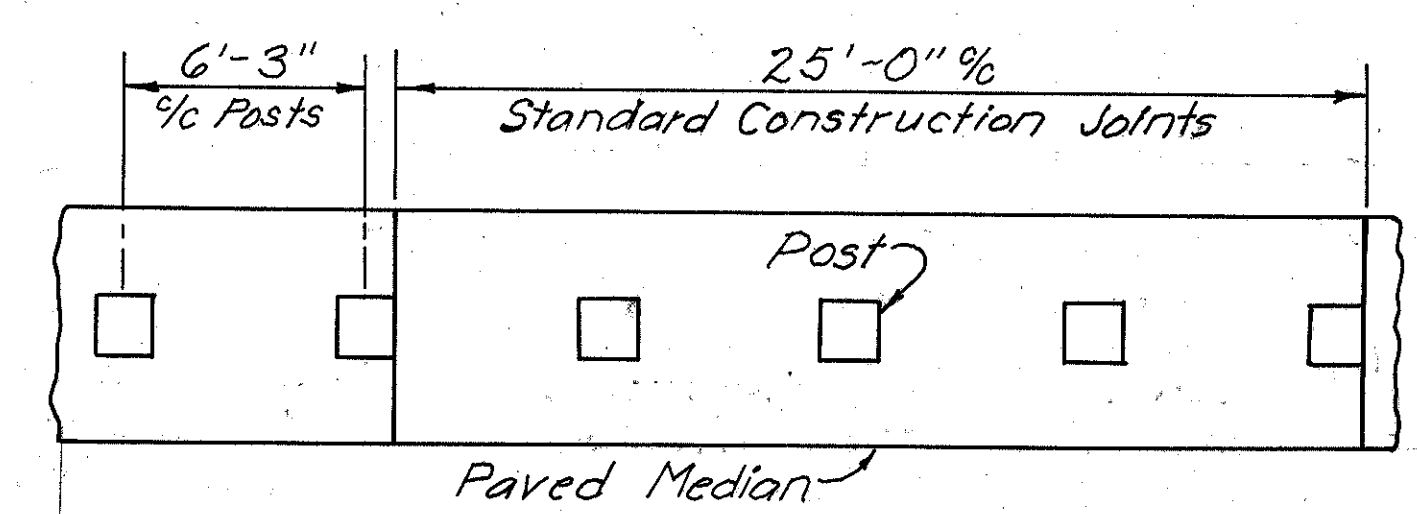 6'-3"
c/c Posts
25'-0" c/c
Standard Construction Joints
Post
Paved Median